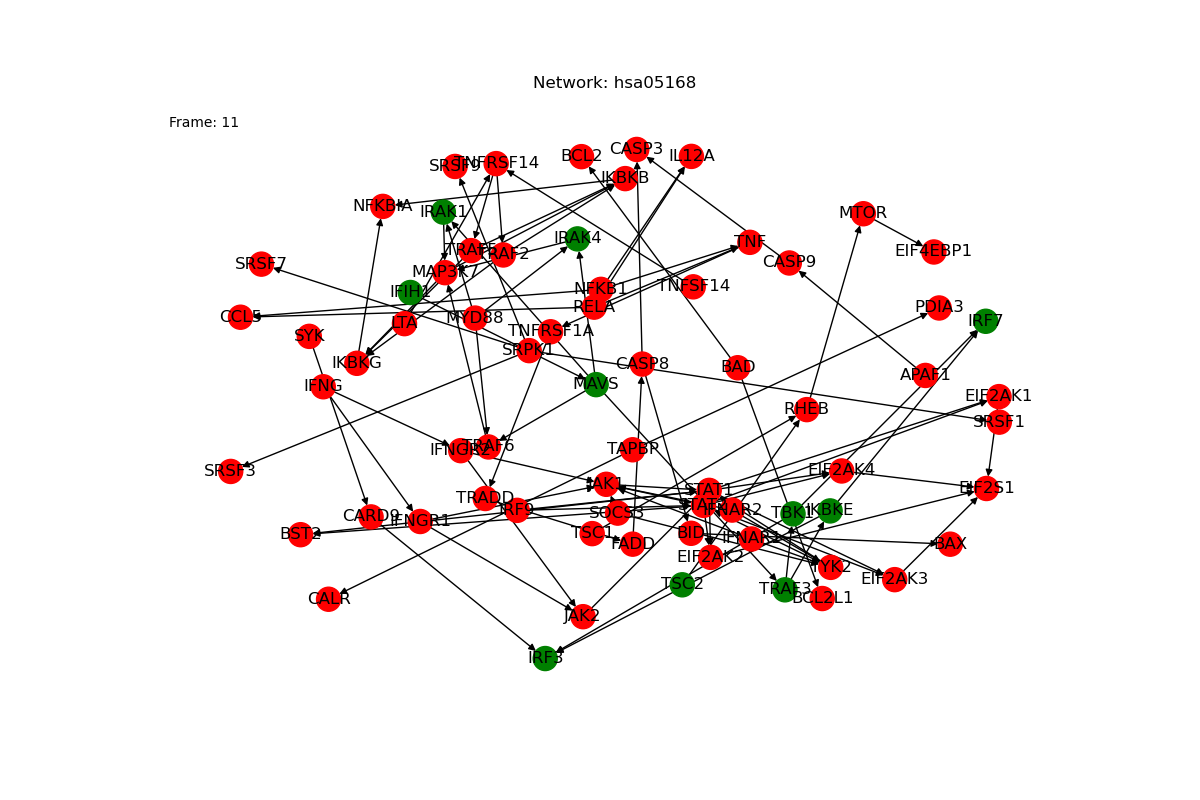 Network: hsa05168
Frame: 11
CASP3
BCL2
IL12A
SRSF9
TNFRSF14
IKBKB
NFKBIA
IRAK1
MTOR
IRAK4
TNF
TRAF5
TRAF2
EIF4EBP1
SRSF7
CASP9
MAP3K7
IFIH1
NFKB1
TNFSF14
RELA
PDIA3
CCL5
LTA
MYD88
IRF7
TNFRSF1A
SYK
SRPK1
IKBKG
CASP8
BAD
APAF1
IFNG
MAVS
EIF2AK1
RHEB
SRSF1
TRAF6
IFNGR2
TAPBP
SRSF3
EIF2AK4
JAK1
STAT1
EIF2S1
TRADD
IRF9
STAT2
IFNAR2
SOCS3
TBK1
IKBKE
CARD9
IFNGR1
BST2
TSC1
BID
IFNAR1
FADD
BAX
EIF2AK2
TYK2
EIF2AK3
TSC2
TRAF3
BCL2L1
CALR
JAK2
IRF3